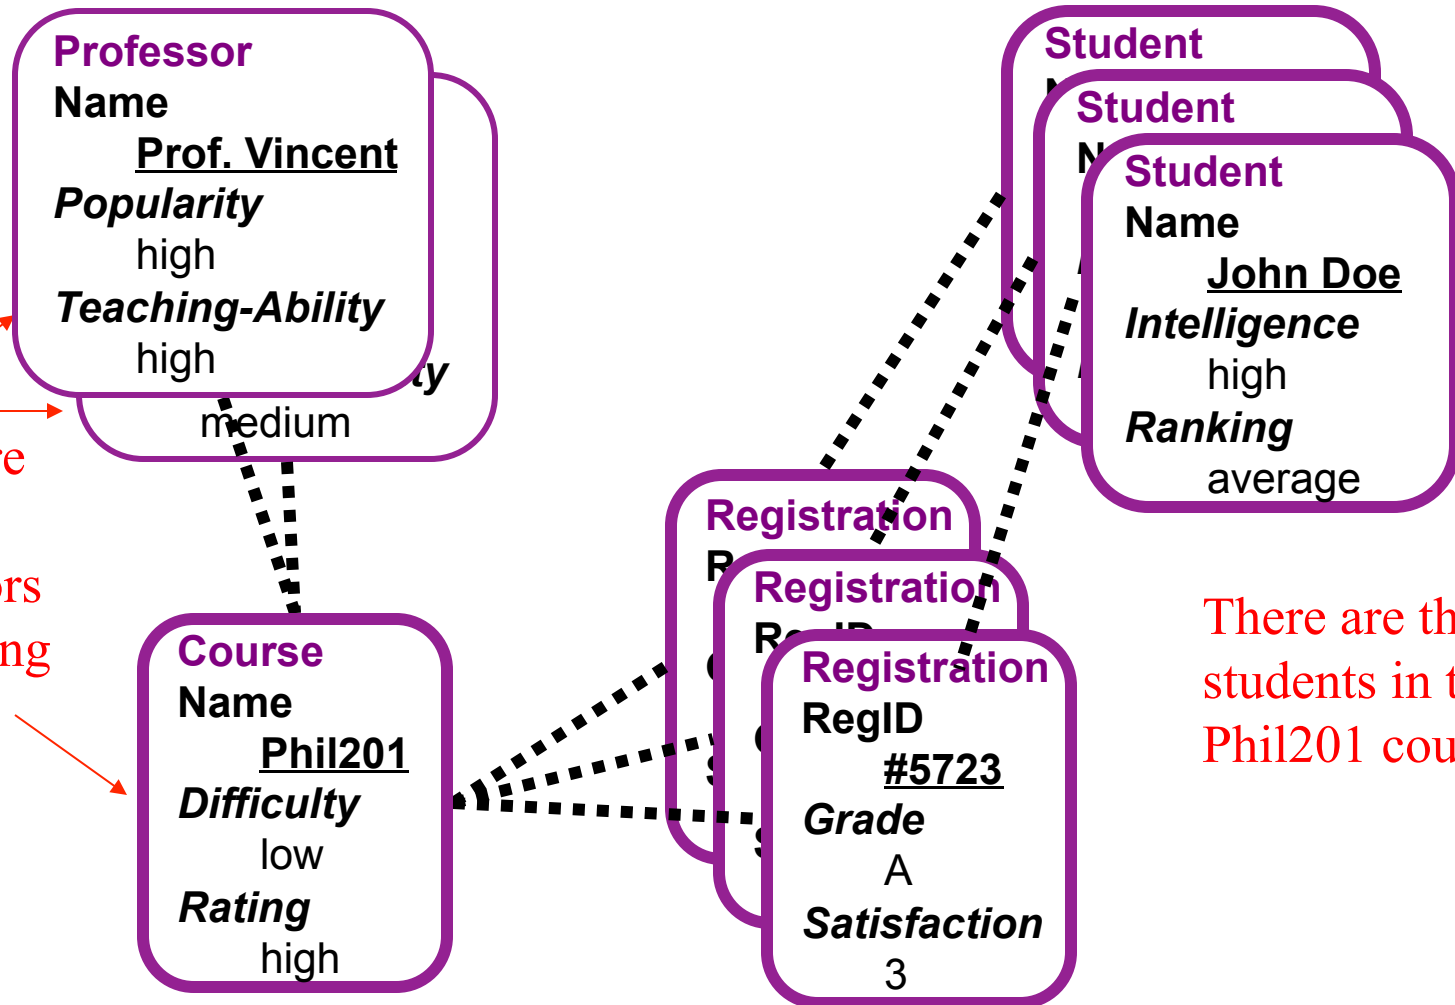 Professor
Name
Prof. Vincent
Popularity
high
Teaching-Ability
high
medium
Course
Name
Phil201
Difficulty
low
Rating
high
Registration
Registration
Registration
RegID
#5723
Grade
A
Satisfaction
3
Student
Student
Student
Name
John Doe
Intelligence
high
Ranking
average
There are
students in
Phil201